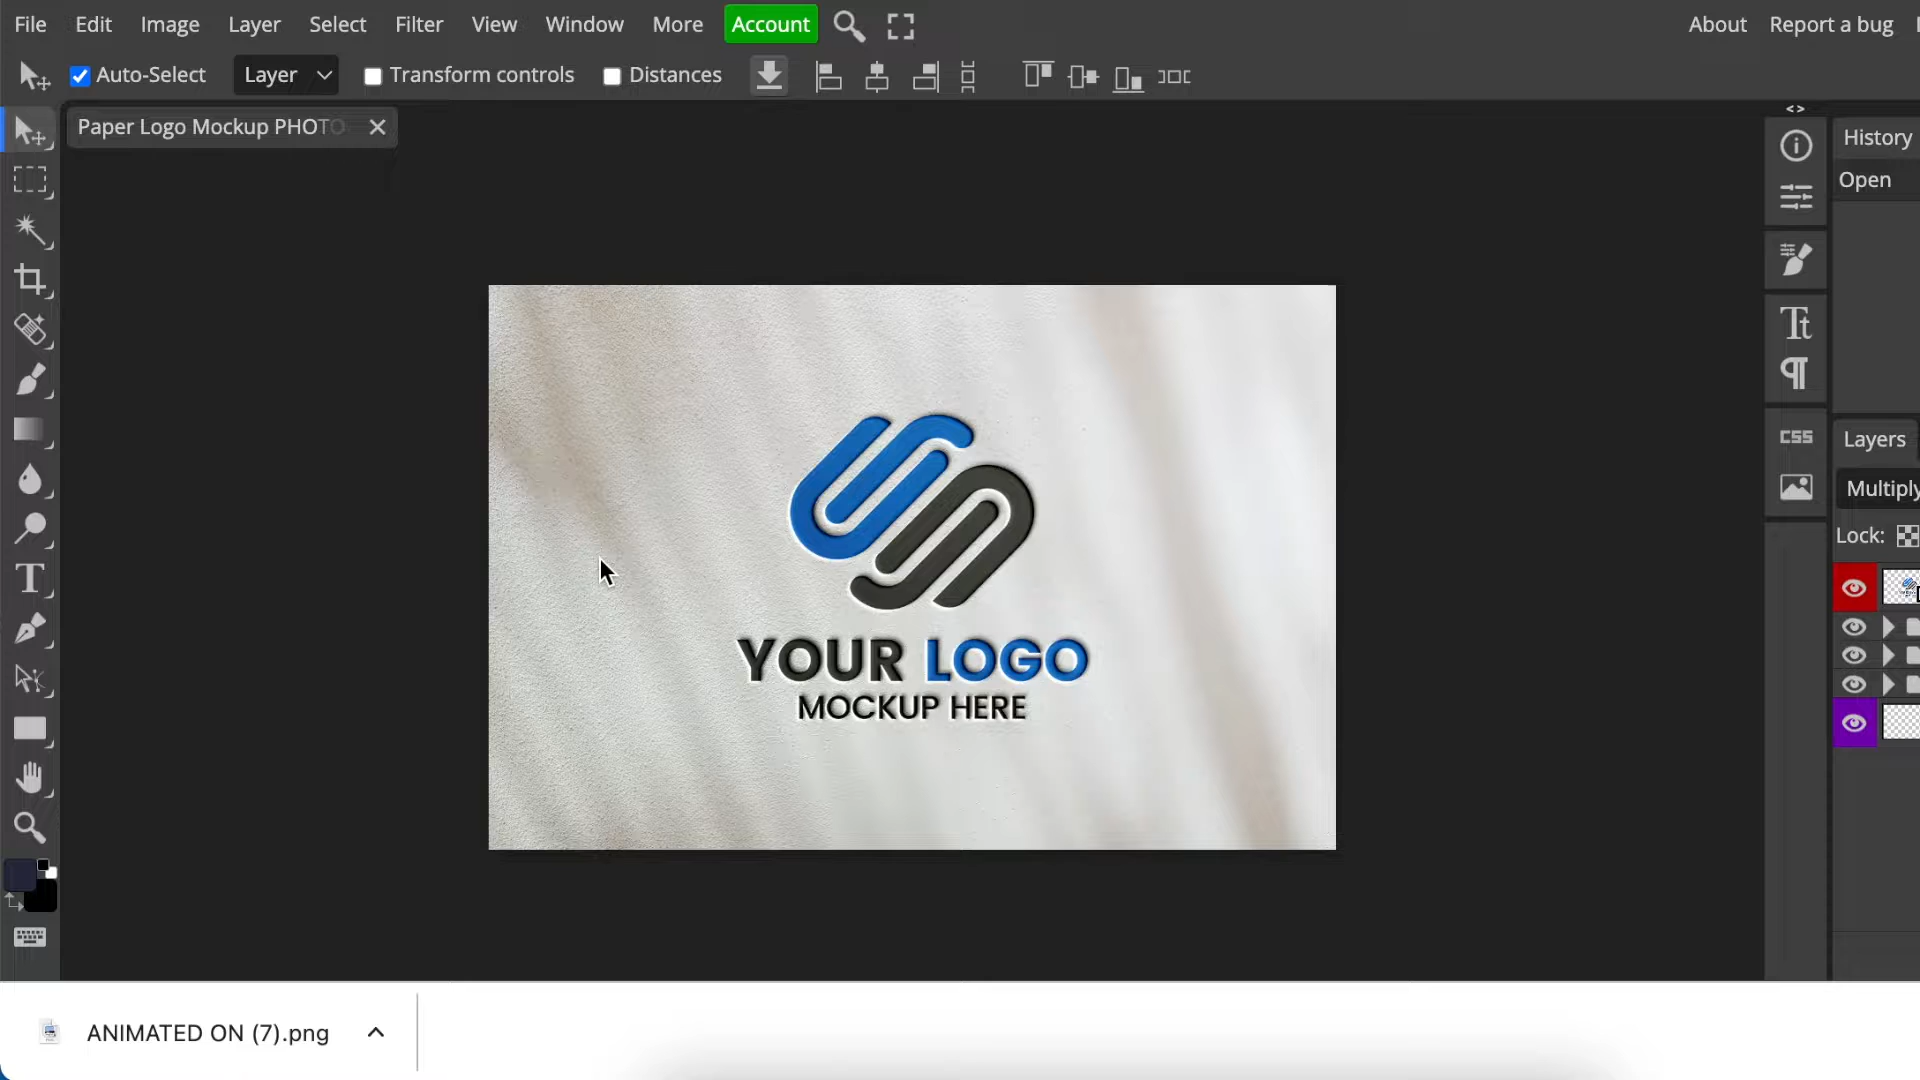 File Edit Image Layer Select Filter View Window More Account About Report a bug
Auto-Select Layer Transform controls Distances
Paper Logo Mockup PHOTO
History
Open
Tt
CSS
Layers
Multiply
Lock:
YOUR LOGO
MOCKUP HERE
T
ANIMATED ON (7).png